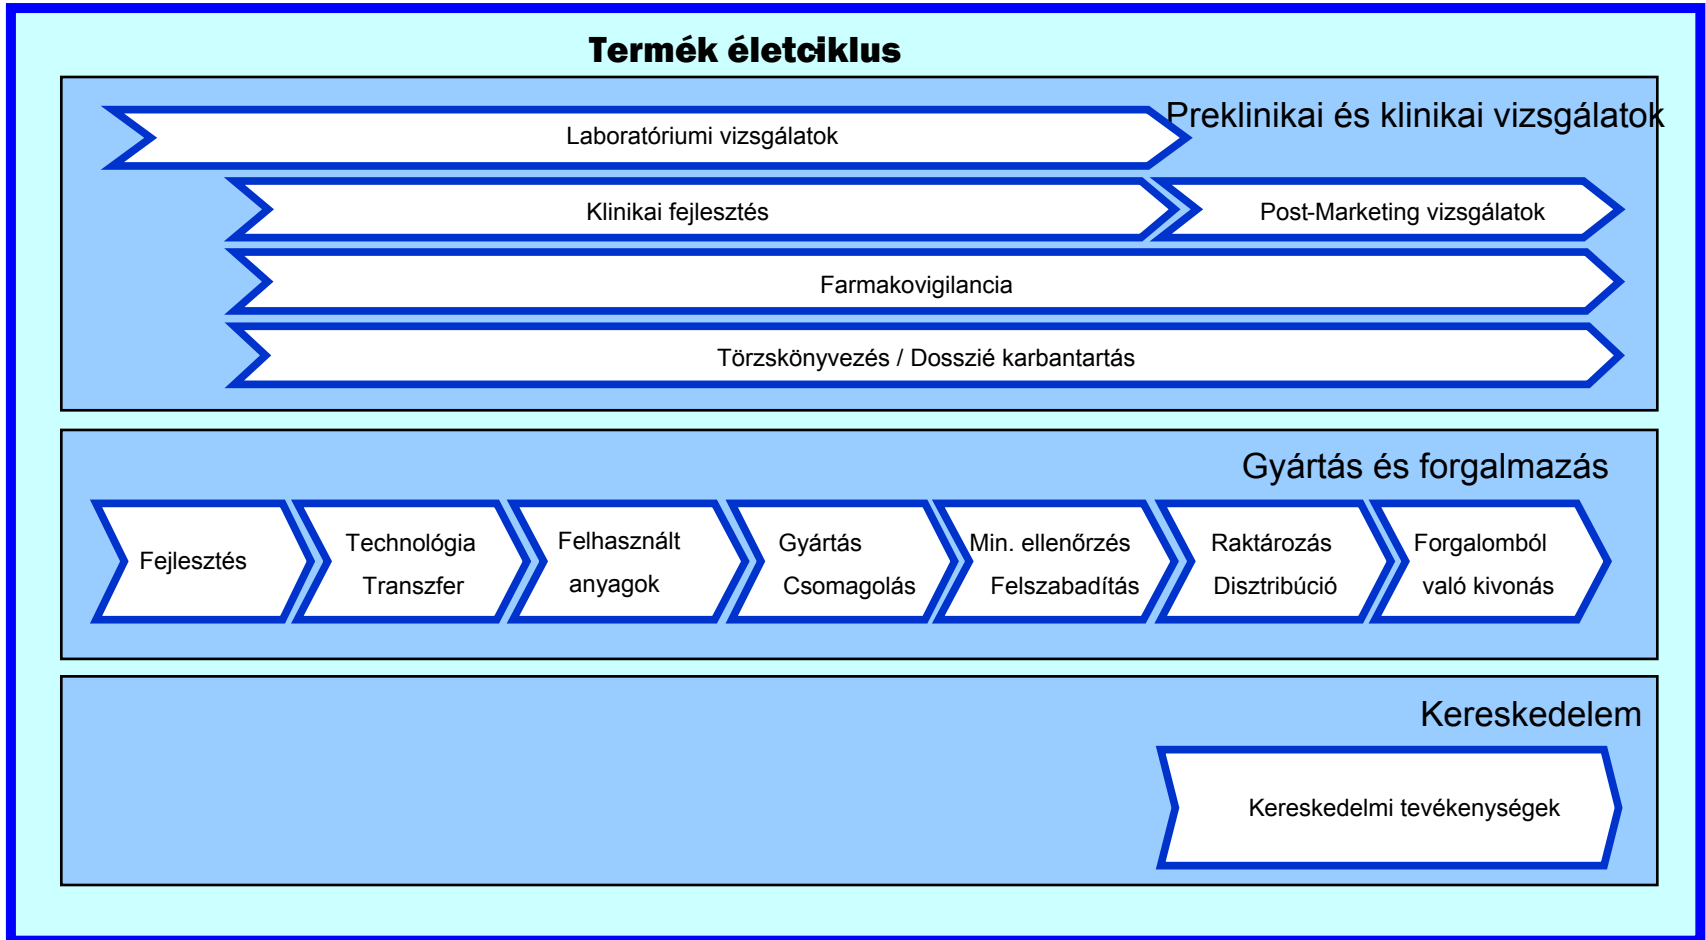 Termék életciklus
Preklinikai és klinikai vizsgálatok
Laboratóriumi vizsgálatok
Klinikai fejlesztés
Post-Marketing vizsgálatok
Farmakovigilancia
Törzskönyvezés / Dosszié karbantartás
Gyártás és forgalmazás
Fejlesztés
Technológia
Transzfer
Felhasznált
anyagok
Gyártás
Csomagolás
Min. ellenőrzés
Felszabadítás
Raktározás
Disztribúció
Forgalomból
való kivonás
Kereskedelem
Kereskedelmi tevékenységek